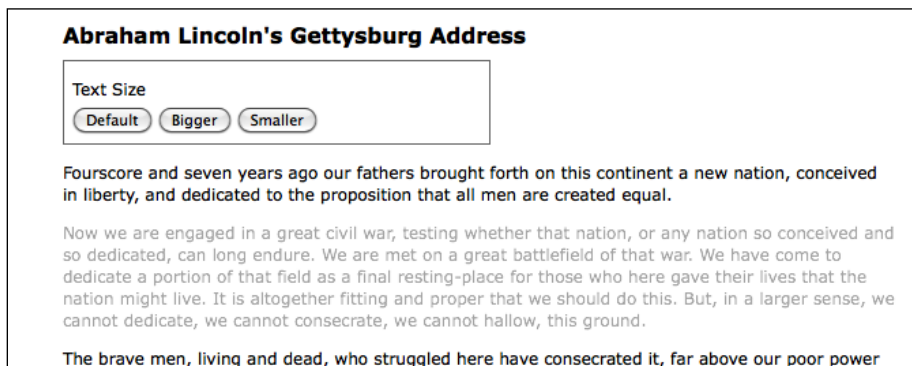 Abraham Lincoln's Gettysburg Address
Text Size
Default Bigger Smaller
Fourscore and seven years ago our fathers brought forth on this continent a new nation, conceived
in liberty, and dedicated to the proposition that all men are created equal.
Now we are engaged in a great civil war, testing whether that nation, or any nation so conceived and
so dedicated, can long endure. We are met on a great battlefield of that war. We have come to
dedicate a portion of that field as a final resting-place for those who here gave their lives that the
nation might live. It is altogether fitting and proper that we should do this. But, in a larger sense, we
cannot dedicate, we cannot consecrate, we cannot hallow, this ground.
The brave men, living and dead, who struggled here have consecrated it, far above our poor power